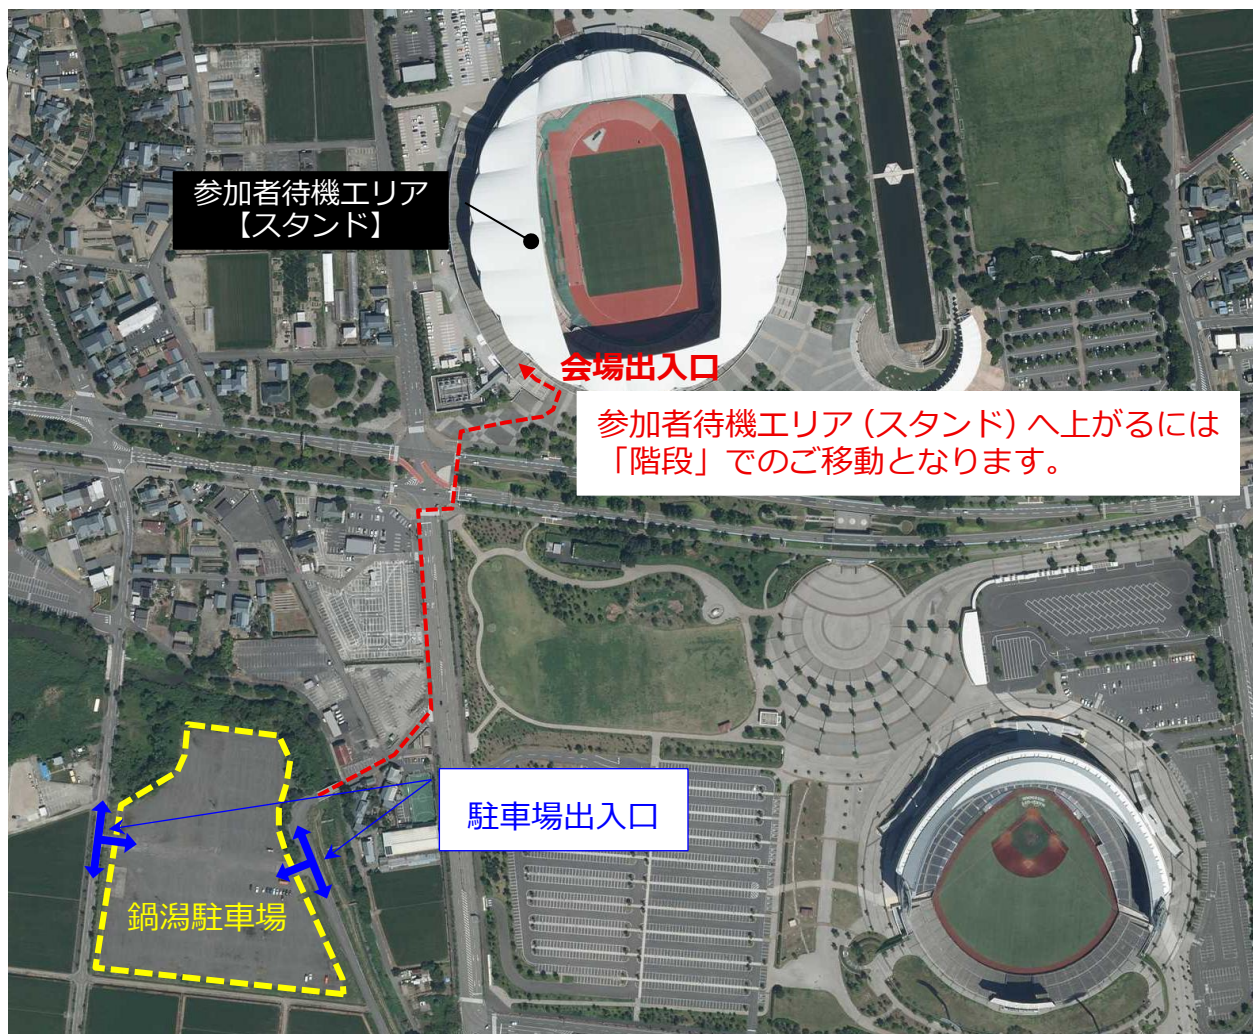 参加者待機エリア
【スタンド】
会場出入口
参加者待機エリア（スタンド）へ上がるには
「階段」でのご移動となります。
駐車場出入口
鍋潟駐車場